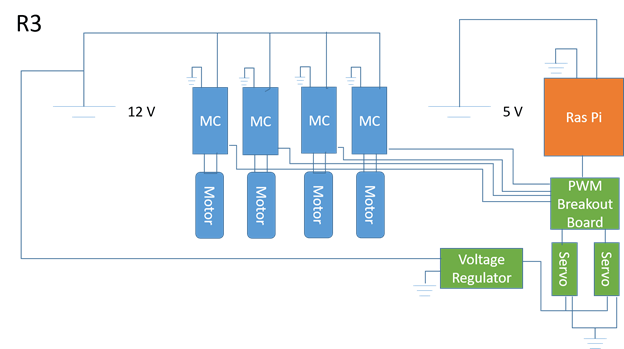 R3
12 V
5 V
MC
MC
MC
MC
Ras Pi
Motor
Motor
Motor
Motor
PWM
Breakout
Board
Voltage
Regulator
Servo
Servo